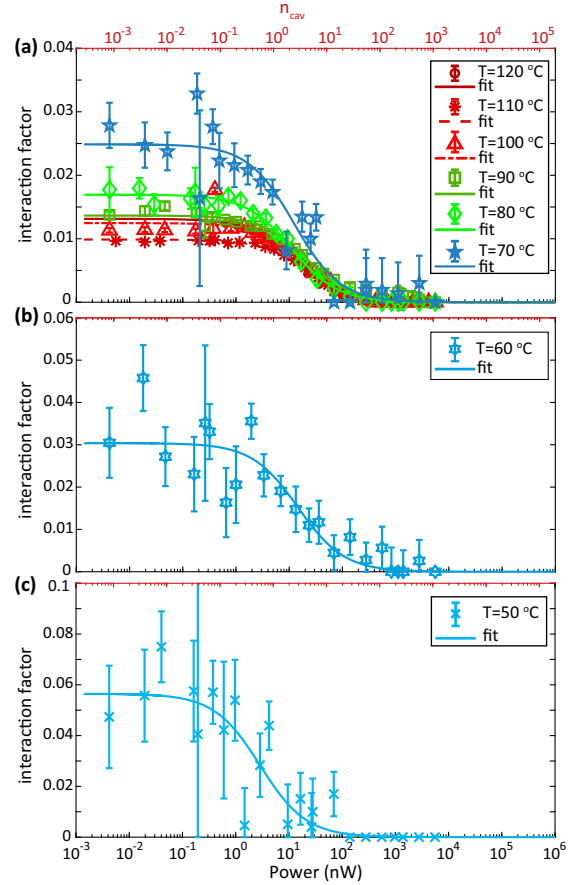 n_cav
10^-3 10^-2 10^-1 10^0 10^1 10^2 10^3 10^4 10^5
(a)
0.04
0.03
0.02
0.01
0
interaction factor
T=120 °C
fit
T=110 °C
fit
T=100 °C
fit
T=90 °C
fit
T=80 °C
fit
T=70 °C
fit
(b)
0.06
0.05
0.04
0.03
0.02
0.01
0
interaction factor
T=60 °C
fit
(c)
0.1
0.08
0.06
0.04
0.02
0
interaction factor
T=50 °C
fit
10^-3 10^-2 10^-1 10^0 10^1 10^2 10^3 10^4 10^5 10^6
Power (nW)